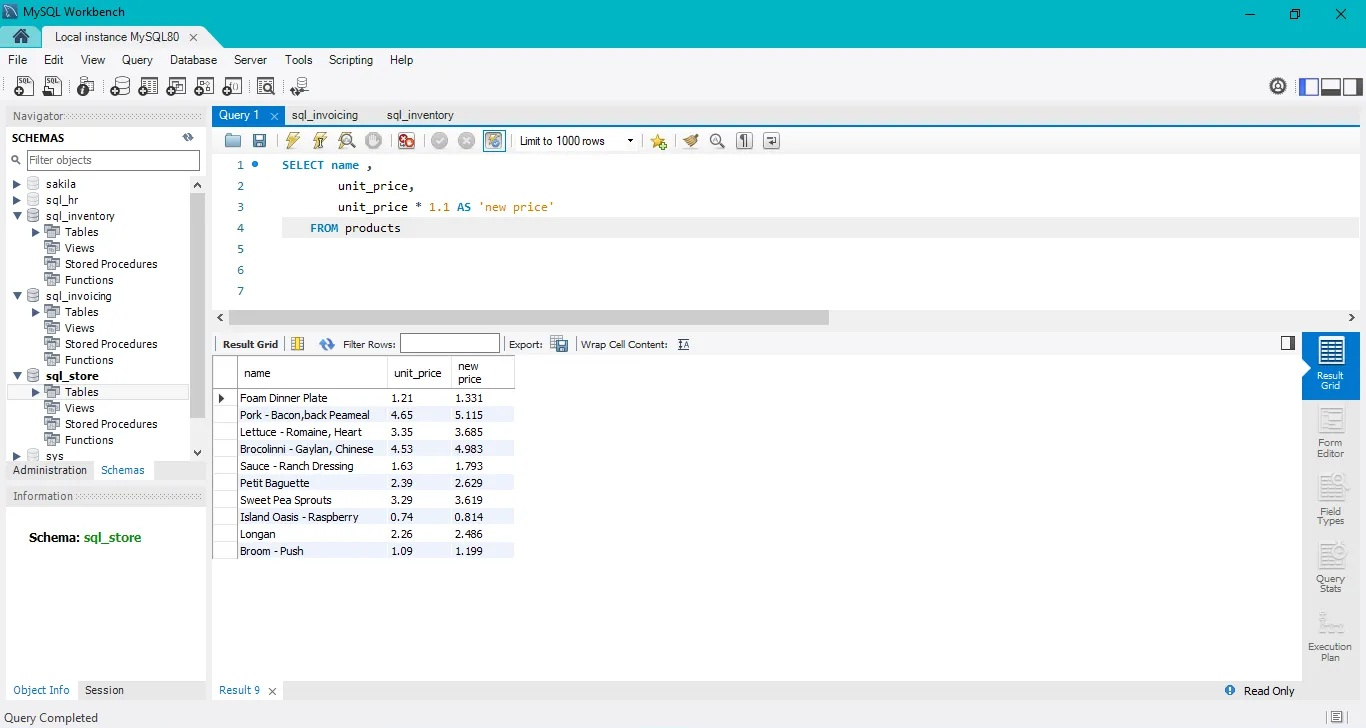 MySQL Workbench
Local instance MySQL80
File Edit View Query Database Server Tools Scripting Help
Navigator
SCHEMAS
Filter objects
sakila
sql_hr
sql_inventory
Tables
Views
Stored Procedures
Functions
sql_invoicing
Tables
Views
Stored Procedures
Functions
sql_store
Tables
Views
Stored Procedures
Functions
sys
Administration Schemas
Information
Schema: sql_store
Object Info Session
Query 1 sql_invoicing sql_inventory
Limit to 1000 rows
1 SELECT name ,
2 unit_price,
3 unit_price * 1.1 AS 'new price'
4 FROM products
5
6
7
Result Grid Filter Rows: Export: Wrap Cell Content:
name unit_price new price
Foam Dinner Plate 1.21 1.331
Pork - Bacon,back Peameal 4.65 5.115
Lettuce - Romaine, Heart 3.35 3.685
Brocolinni - Gaylan, Chinese 4.53 4.983
Sauce - Ranch Dressing 1.63 1.793
Petit Baguette 2.39 2.629
Sweet Pea Sprouts 3.29 3.619
Island Oasis - Raspberry 0.74 0.814
Longan 2.26 2.486
Broom - Push 1.09 1.199
Result Grid
Form Editor
Field Types
Query Stats
Execution Plan
Result 9
Read Only
Query Completed